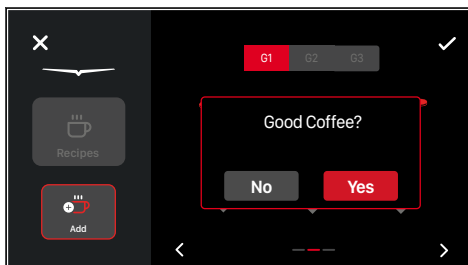 G1 G2 G3
Good Coffee?
Recipes
No Yes
Add